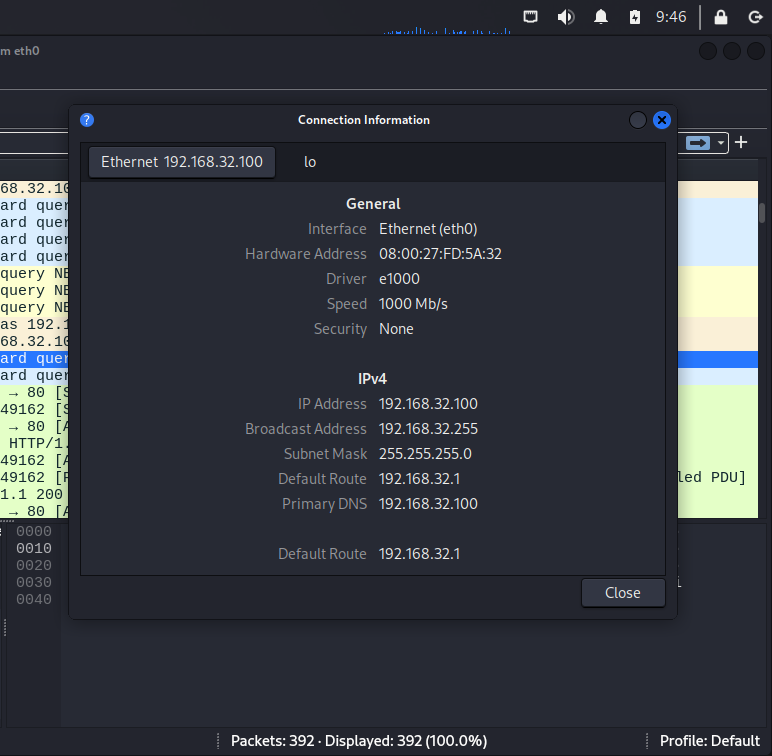 9:46
m eth0
Connection Information
Ethernet 192.168.32.100 lo
General
Interface Ethernet (eth0)
Hardware Address 08:00:27:FD:5A:32
Driver e1000
Speed 1000 Mb/s
Security None
IPv4
IP Address 192.168.32.100
Broadcast Address 192.168.32.255
Subnet Mask 255.255.255.0
Default Route 192.168.32.1
Primary DNS 192.168.32.100
Default Route 192.168.32.1
Close
68.32.10
ard quer
ard quer
ard quer
ard quer
query NB
query NB
query NB
as 192.1
68.32.10
ard quer
ard quer
→ 80 [S
49162 [S
→ 80 [A
HTTP/1.
49162 [A
49162 [P led PDU]
1.1 200
→ 80 [A
0000
0010
0020
0030
0040
Packets: 392 · Displayed: 392 (100.0%) Profile: Default